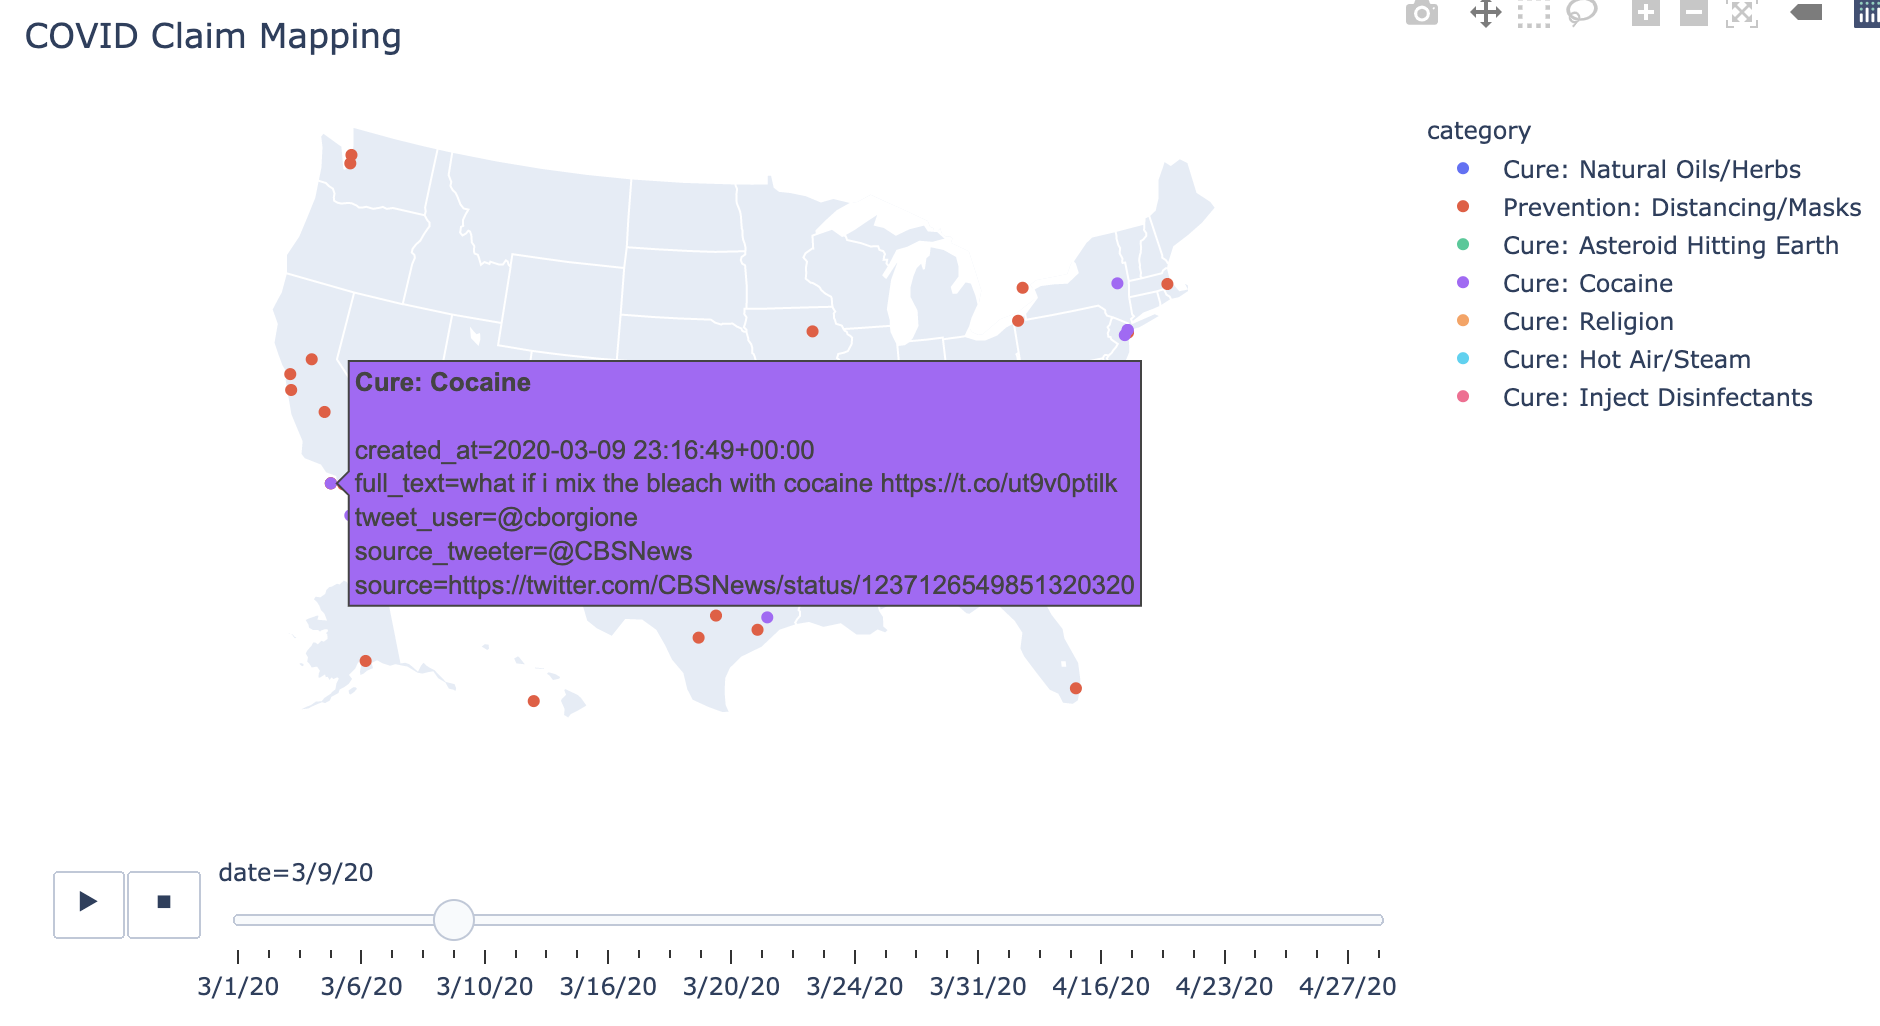 COVID Claim Mapping
category
Cure: Natural Oils/Herbs
Prevention: Distancing/Masks
Cure: Asteroid Hitting Earth
Cure: Cocaine
Cure: Religion
Cure: Hot Air/Steam
Cure: Inject Disinfectants
Cure: Cocaine
created_at=2020-03-09 23:16:49+00:00
full_text=what if i mix the bleach with cocaine https://t.co/ut9v0ptilk
tweet_user=@cborgione
source_tweeter=@CBSNews
source=https://twitter.com/CBSNews/status/1237126549851320320
date=3/9/20
3/1/20 3/6/20 3/10/20 3/16/20 3/20/20 3/24/20 3/31/20 4/16/20 4/23/20 4/27/20